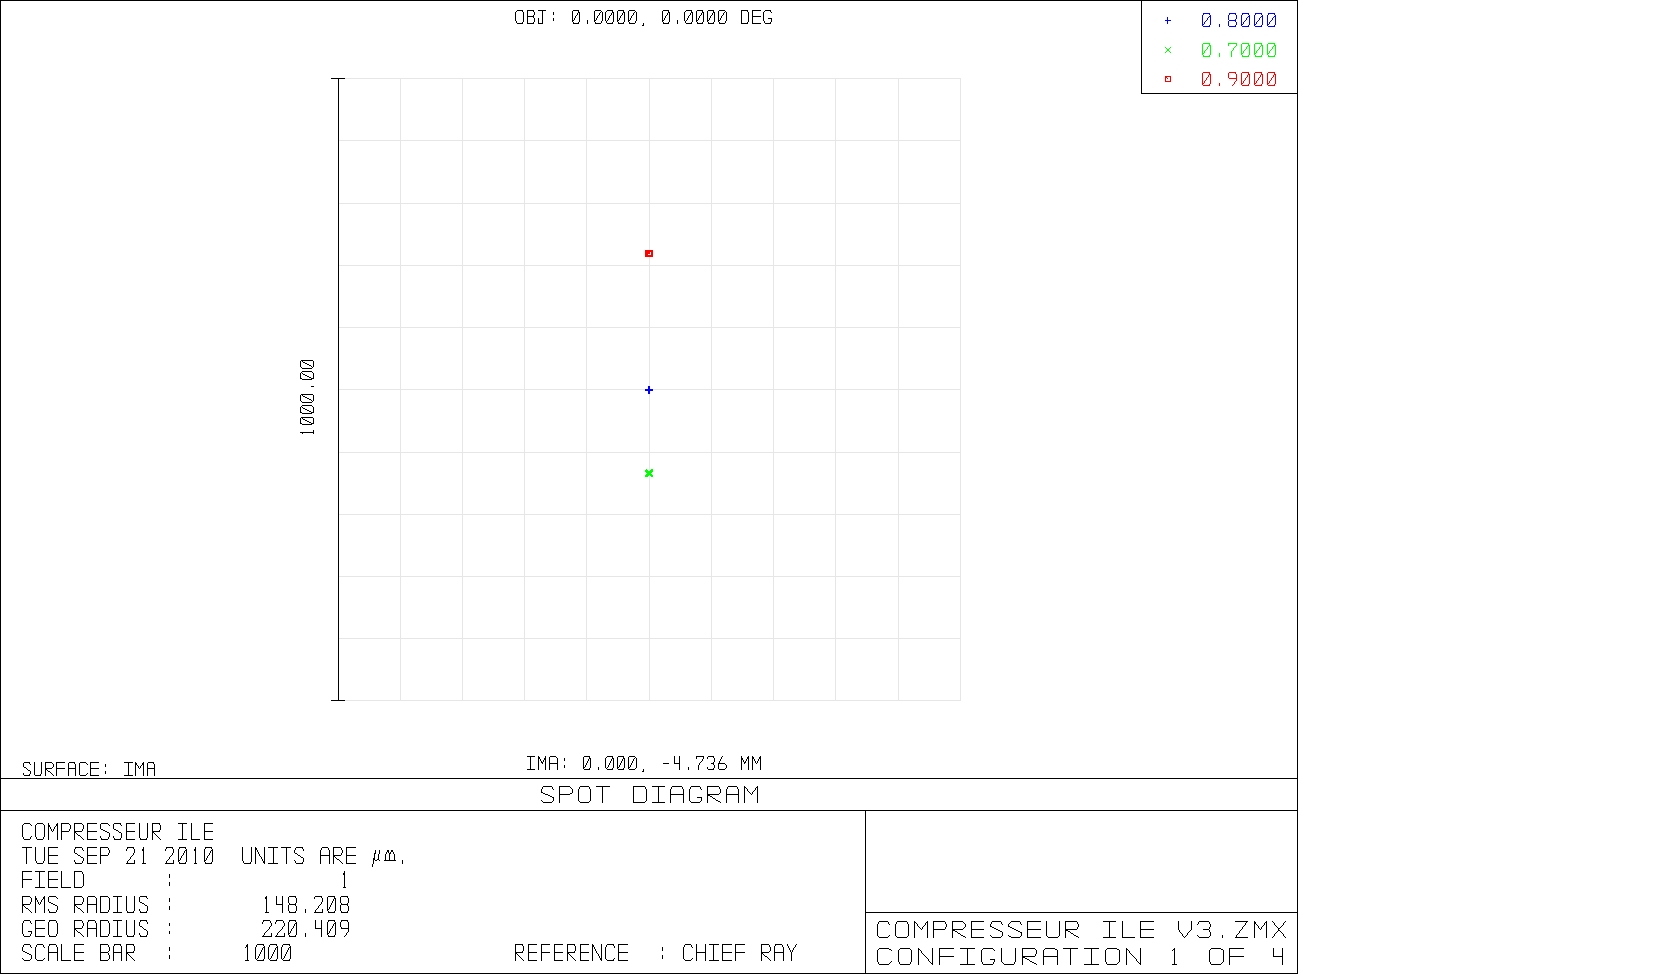 OBJ: 0.0000, 0.0000 DEG
+ 0.8000
× 0.7000
0.9000
1000.00
SURFACE: IMA
IMA: 0.000, -4.736 MM
SPOT DIAGRAM
COMPRESSEUR ILE
TUE SEP 21 2010 UNITS ARE µm.
FIELD : 1
RMS RADIUS : 148.208
GEO RADIUS : 220.409
SCALE BAR : 1000 REFERENCE : CHIEF RAY
COMPRESSEUR ILE V3.ZMX
CONFIGURATION 1 OF 4